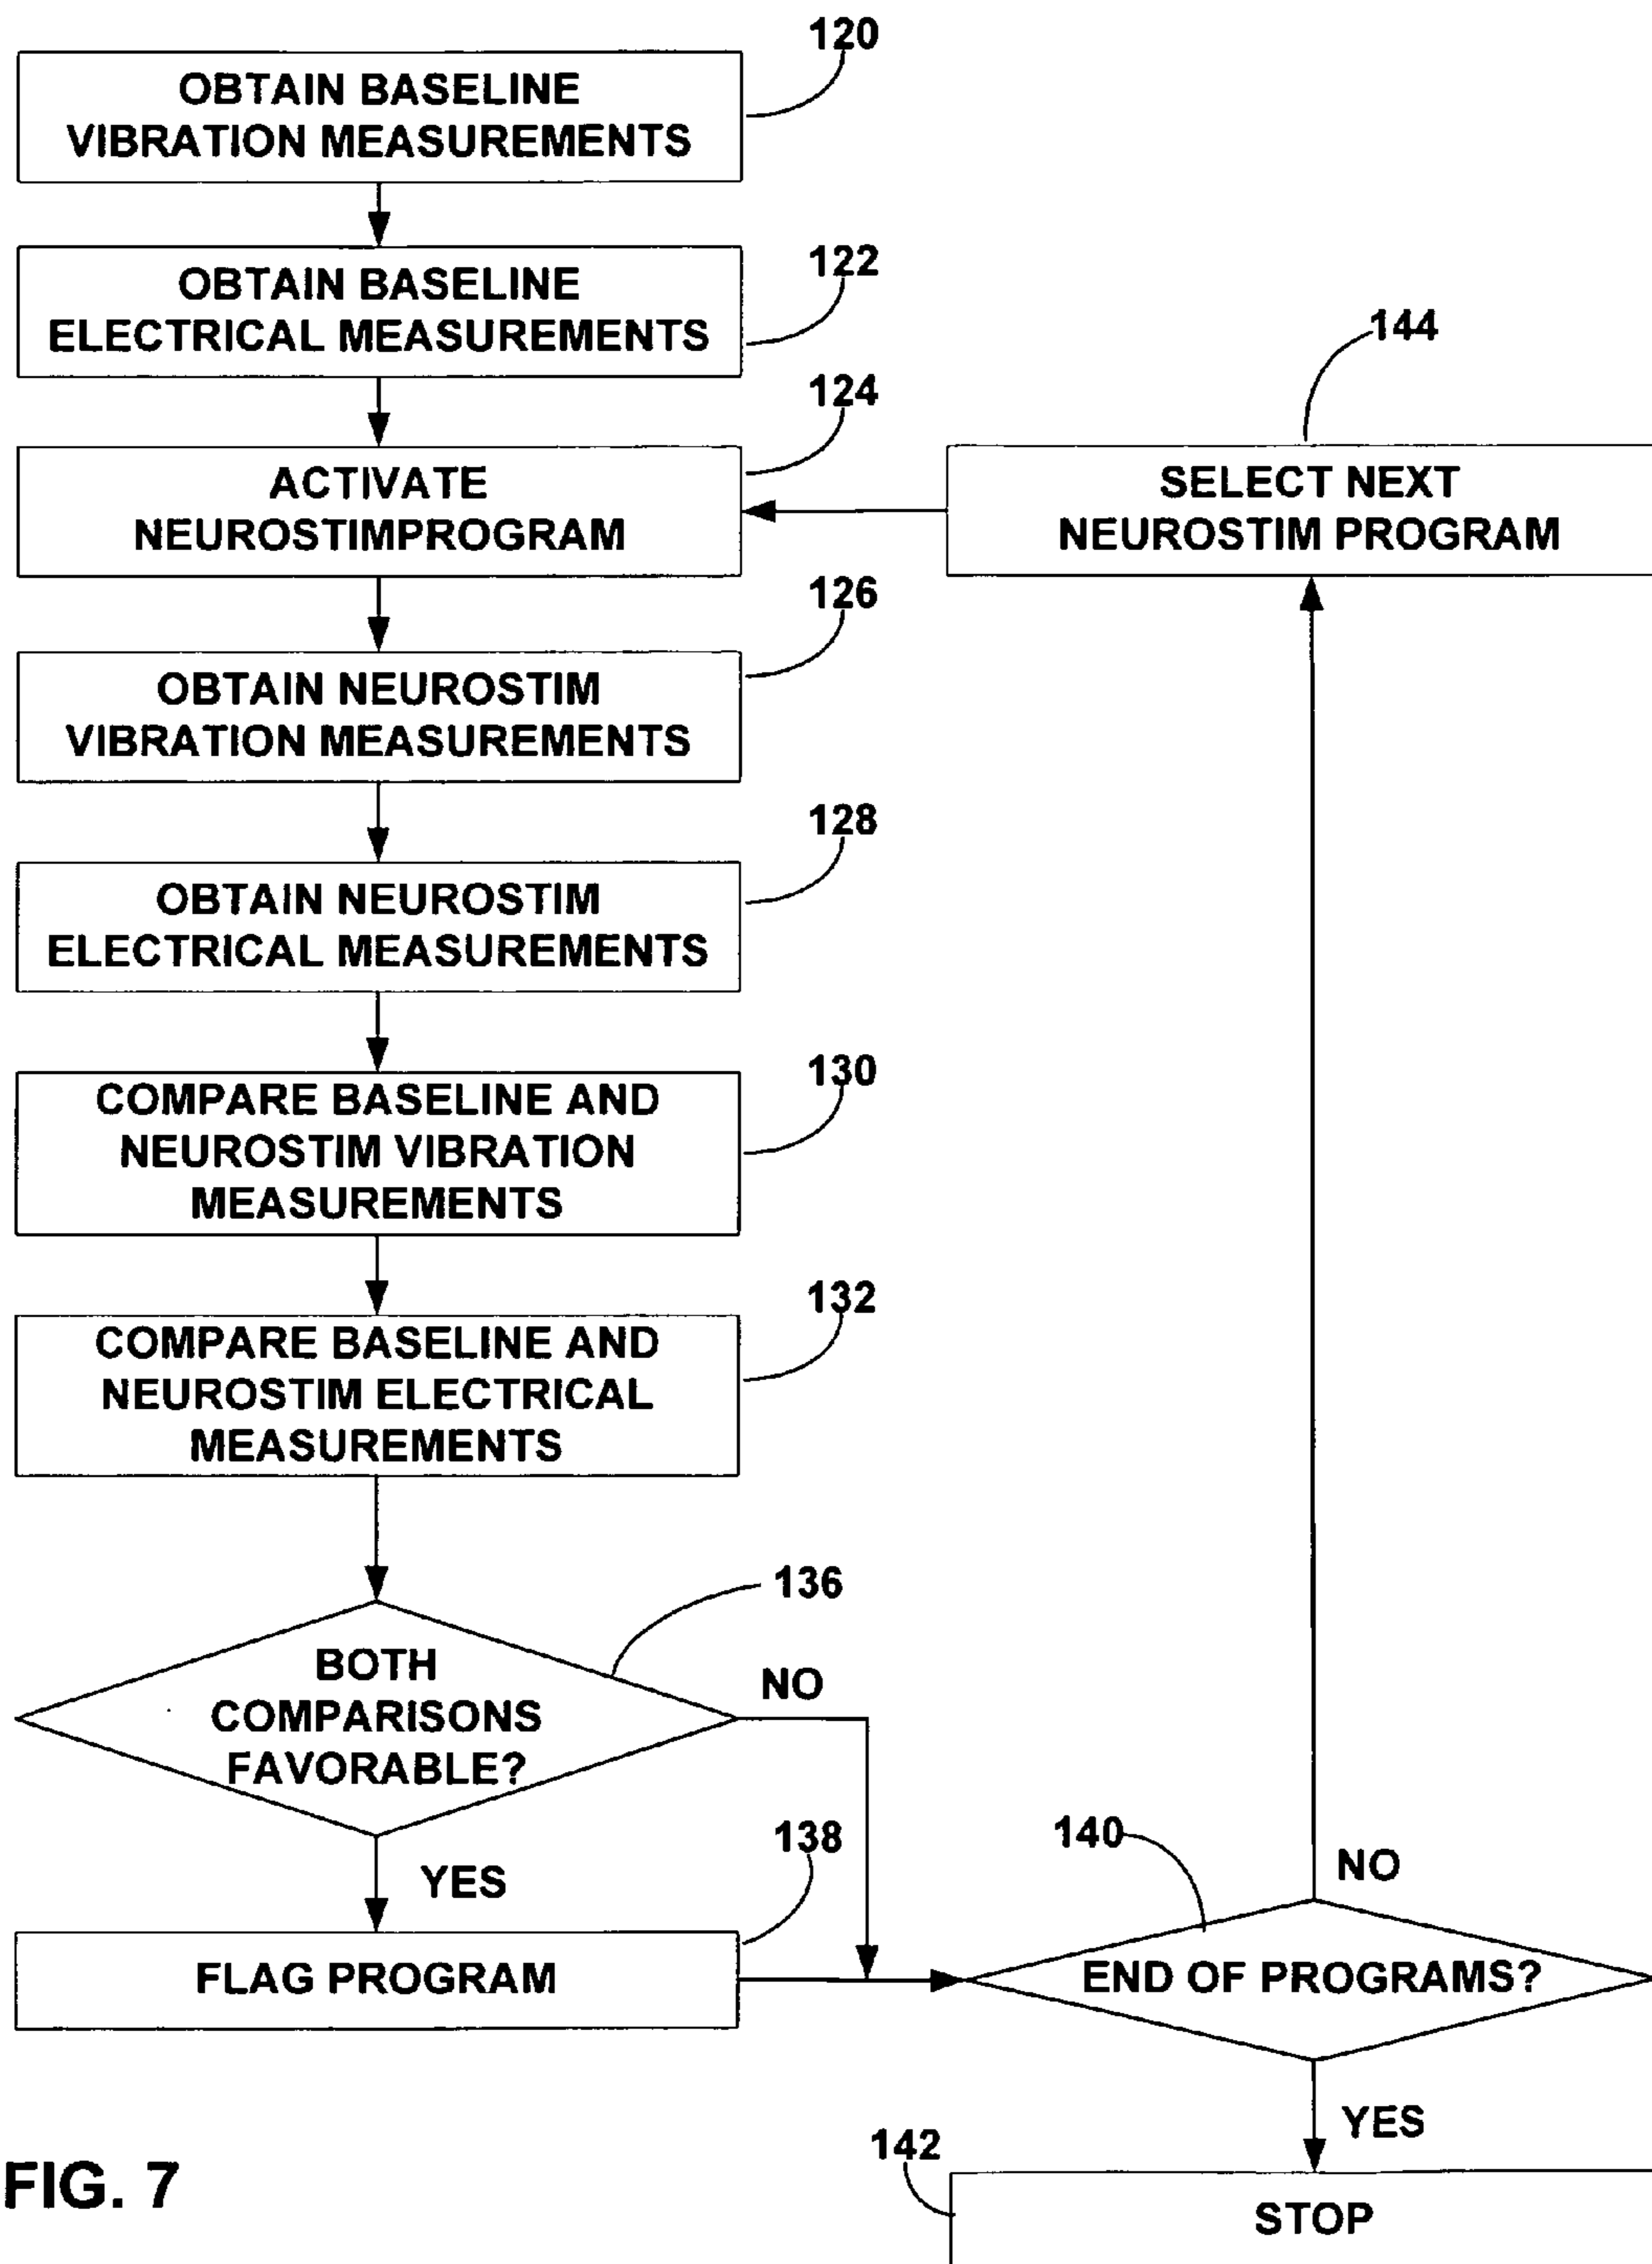 120
OBTAIN BASELINE
VIBRATION MEASUREMENTS
122
OBTAIN BASELINE
ELECTRICAL MEASUREMENTS
124
ACTIVATE
NEUROSTIMPROGRAM
144
SELECT NEXT
NEUROSTIM PROGRAM
126
OBTAIN NEUROSTIM
VIBRATION MEASUREMENTS
128
OBTAIN NEUROSTIM
ELECTRICAL MEASUREMENTS
130
COMPARE BASELINE AND
NEUROSTIM VIBRATION
MEASUREMENTS
132
COMPARE BASELINE AND
NEUROSTIM ELECTRICAL
MEASUREMENTS
136
BOTH
COMPARISONS
FAVORABLE?
NO
YES
138
FLAG PROGRAM
140
NO
END OF PROGRAMS?
YES
142
STOP
FIG. 7